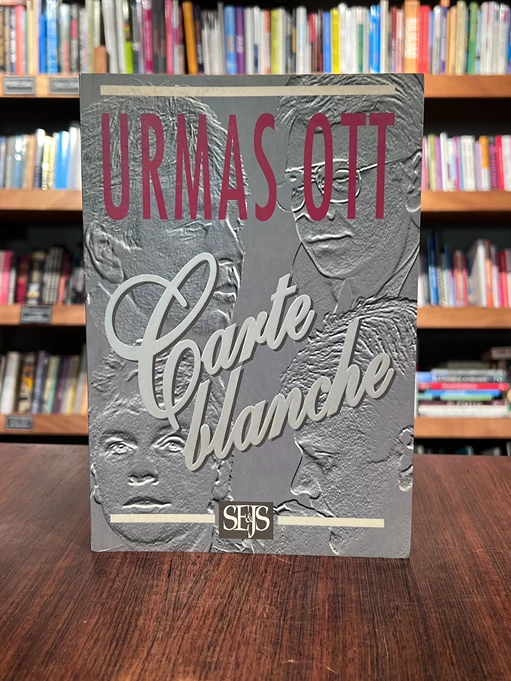 URMAS OTT
Carte
blanche
SE&JS